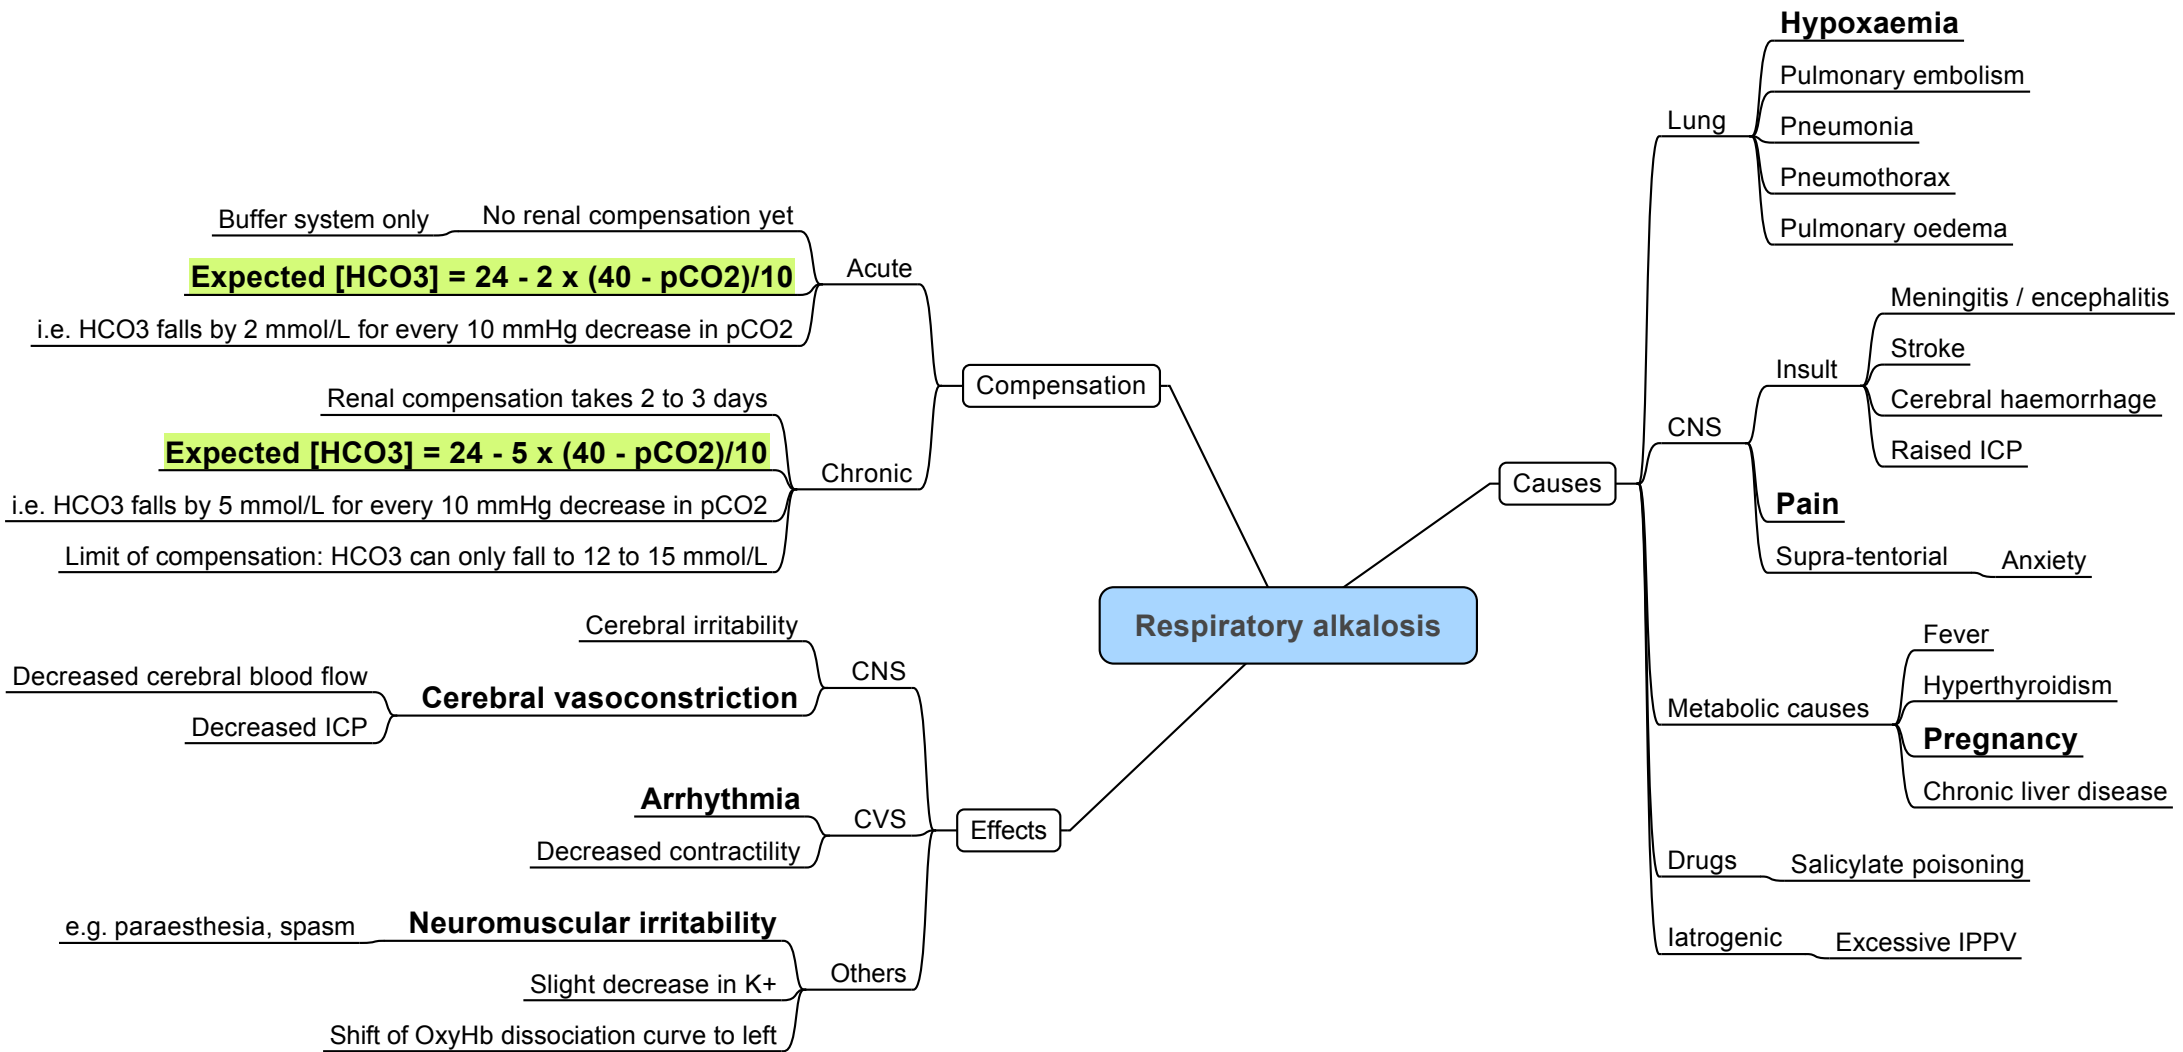 Respiratory alkalosis
Causes
Lung
Hypoxaemia
Pulmonary embolism
Pneumonia
Pneumothorax
Pulmonary oedema
CNS
Insult
Meningitis / encephalitis
Stroke
Cerebral haemorrhage
Raised ICP
Pain
Supra-tentorial
Anxiety
Metabolic causes
Fever
Hyperthyroidism
Pregnancy
Chronic liver disease
Drugs
Salicylate poisoning
Iatrogenic
Excessive IPPV
Compensation
Acute
No renal compensation yet
Buffer system only
Expected [HCO3] = 24 - 2 x (40 - pCO2)/10
i.e. HCO3 falls by 2 mmol/L for every 10 mmHg decrease in pCO2
Chronic
Renal compensation takes 2 to 3 days
Expected [HCO3] = 24 - 5 x (40 - pCO2)/10
i.e. HCO3 falls by 5 mmol/L for every 10 mmHg decrease in pCO2
Limit of compensation: HCO3 can only fall to 12 to 15 mmol/L
Effects
CNS
Cerebral irritability
Cerebral vasoconstriction
Decreased cerebral blood flow
Decreased ICP
CVS
Arrhythmia
Decreased contractility
Others
Neuromuscular irritability
e.g. paraesthesia, spasm
Slight decrease in K+
Shift of OxyHb dissociation curve to left